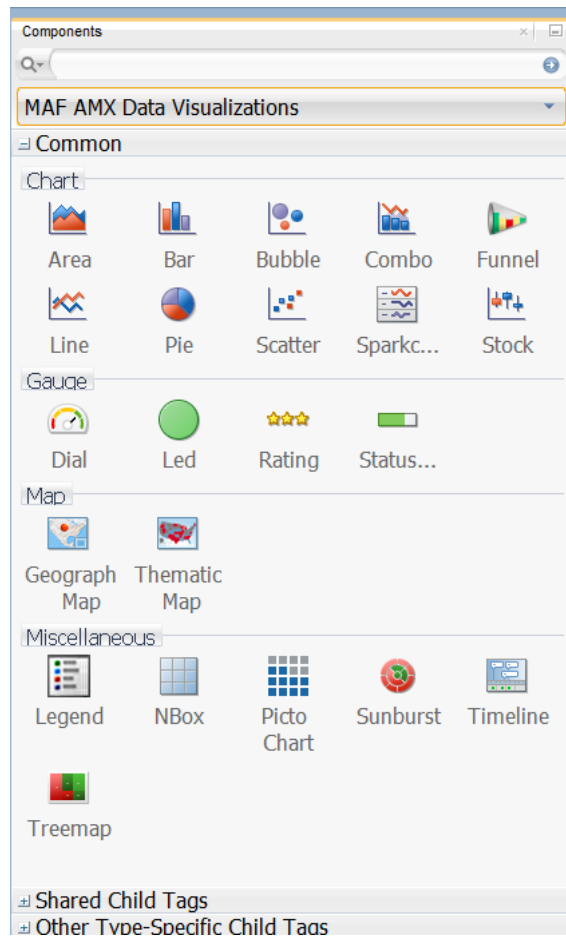 Components
MAF AMX Data Visualizations
Common
Chart
Area Bar Bubble Combo Funnel
Line Pie Scatter Sparkc... Stock
Gauge
Dial Led Rating Status...
Map
Geograph Thematic
Map Map
Miscellaneous
Legend NBox Picto Sunburst Timeline
Chart
Treemap
Shared Child Tags
Other Type-Specific Child Tags